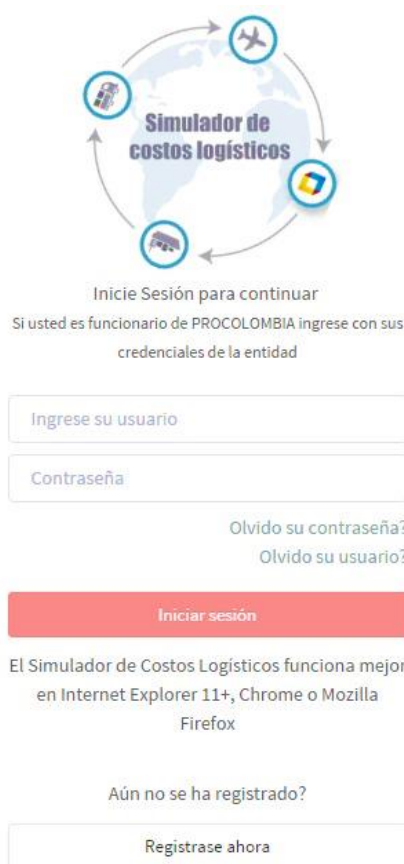 Simulador de
costos logísticos
Inicie Sesión para continuar
Si usted es funcionario de PROCOLOMBIA ingrese con sus
credenciales de la entidad
Ingrese su usuario
Contraseña
Olvido su contraseña?
Olvido su usuario?
Iniciar sesión
El Simulador de Costos Logísticos funciona mejor
en Internet Explorer 11+, Chrome o Mozilla
Firefox
Aún no se ha registrado?
Registrase ahora